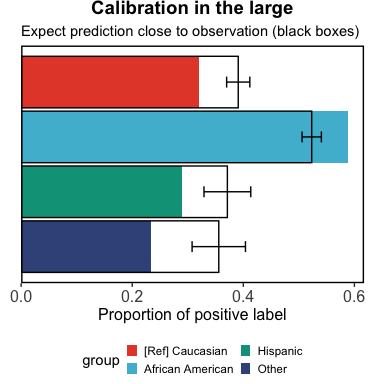 Calibration in the large
Expect prediction close to observation (black boxes)
0.0 0.2 0.4 0.6
Proportion of positive label
group
[Ref] Caucasian Hispanic
African American Other